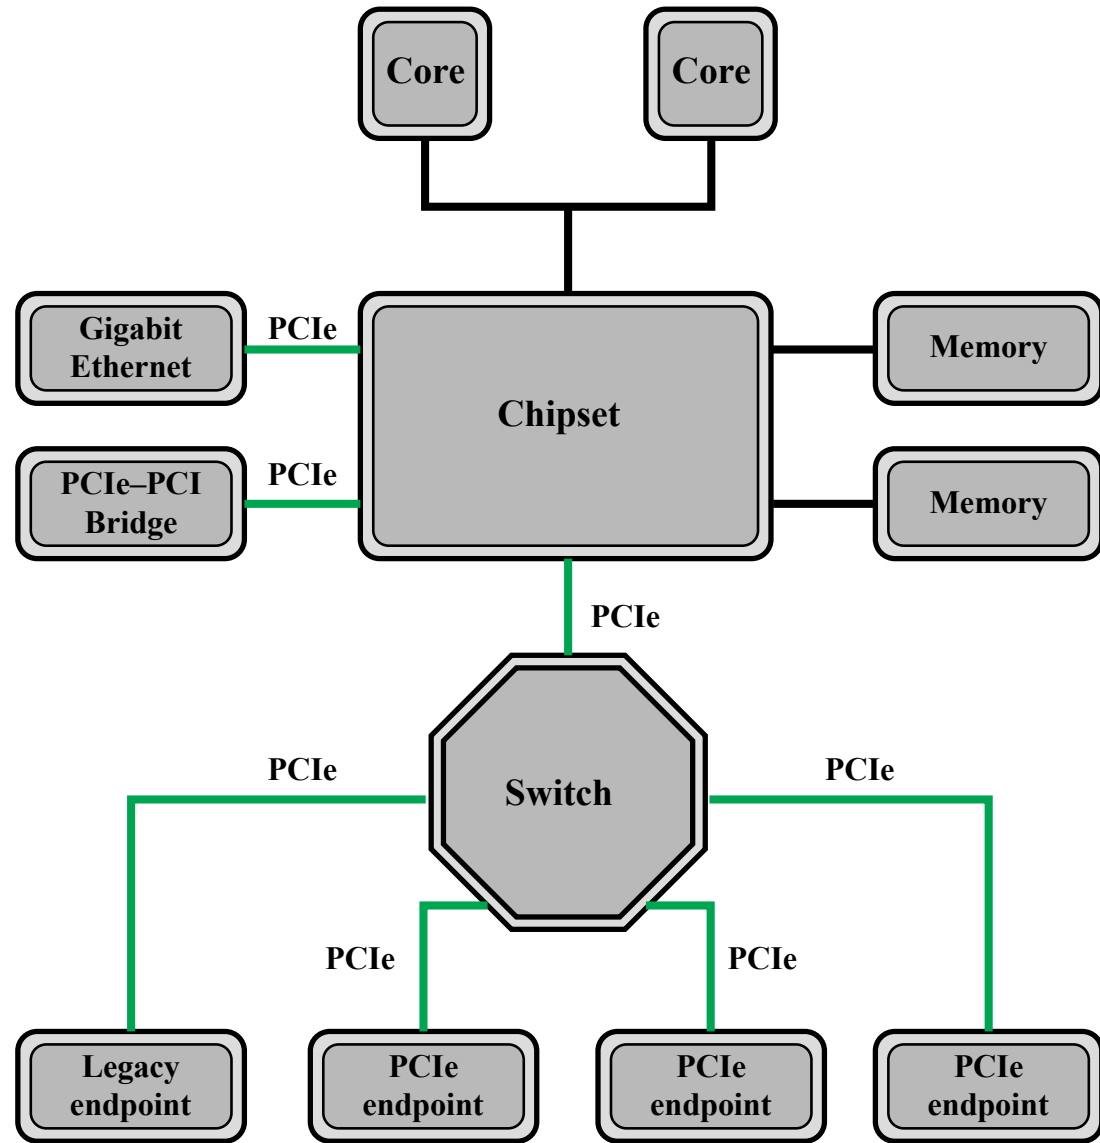 Core
Core
Gigabit
Ethernet
PCIe
Memory
Chipset
PCIe–PCI
Bridge
PCIe
Memory
PCIe
Switch
PCIe
PCIe
PCIe
PCIe
Legacy
endpoint
PCIe
endpoint
PCIe
endpoint
PCIe
endpoint